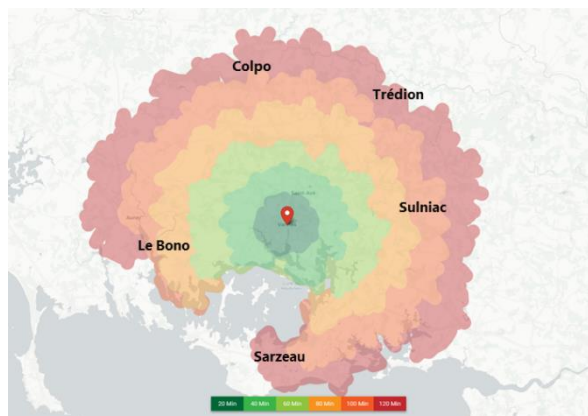 Colpo
Trédion
Sulniac
Le Bono
Sarzeau
20 Min 40 Min 60 Min 80 Min 100 Min 120 Min